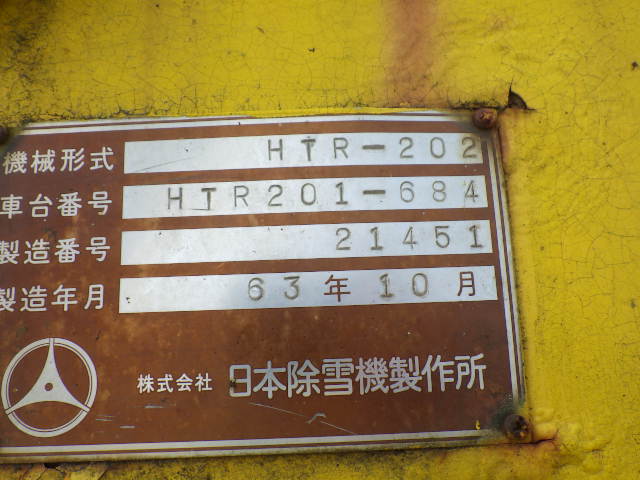 機械形式 HTR-202
車台番号 HTR201-684
製造番号 21451
製造年月 63年10月
株式会社 日本除雪機製作所